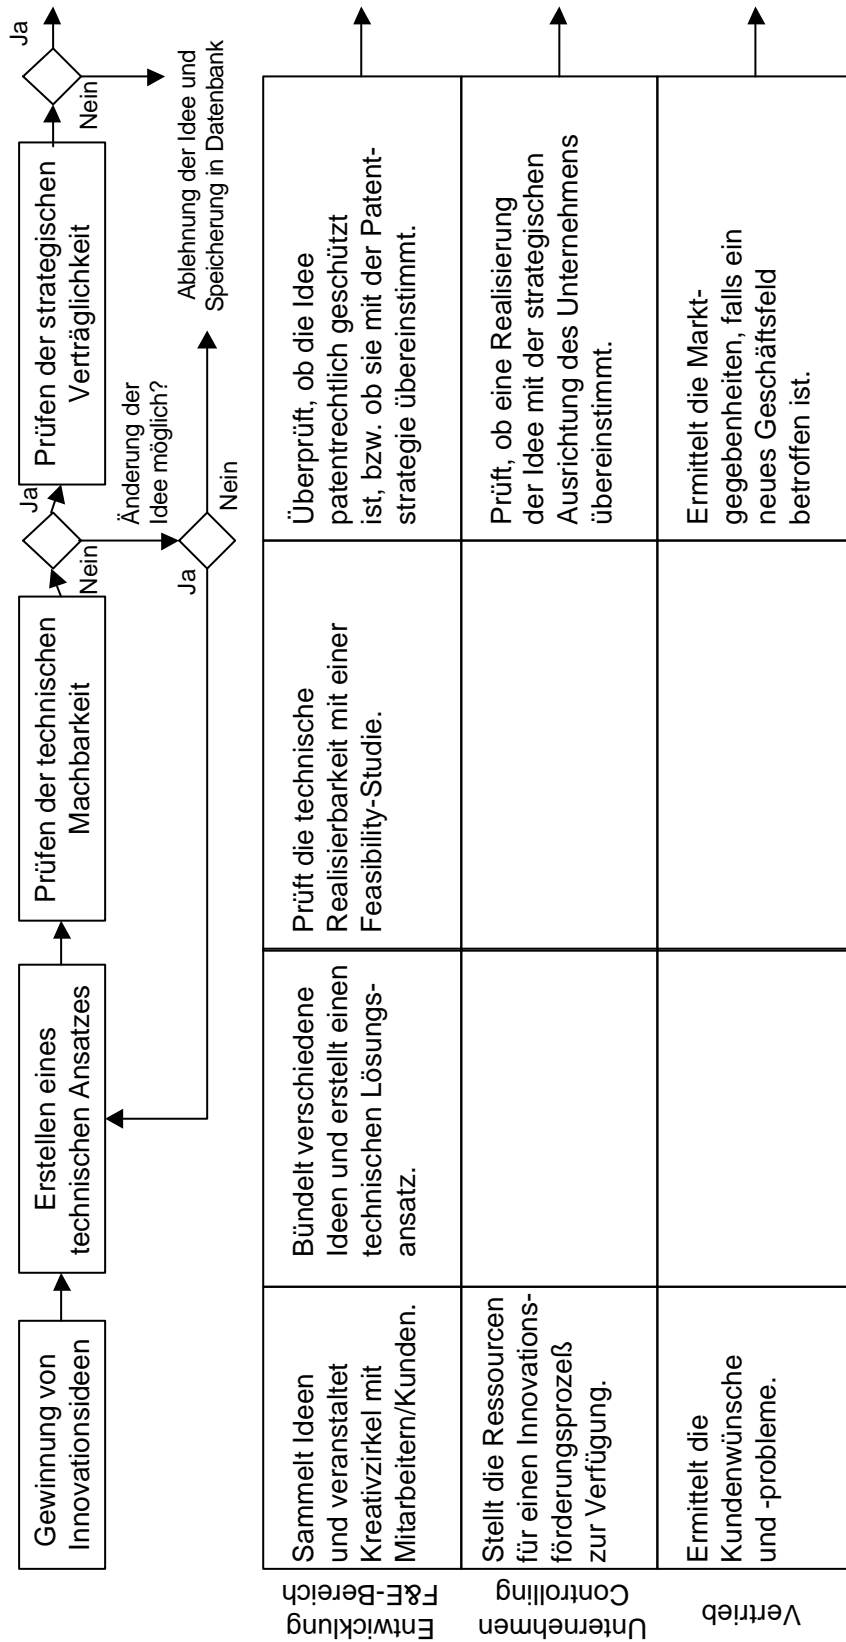 Gewinnung von
Innovationsideen
Erstellen eines
technischen Ansatzes
Prüfen der technischen
Machbarkeit
Ja
Nein
Änderung der
Idee möglich?
Ja
Nein
Prüfen der strategischen
Verträglichkeit
Ja
Nein
Ablehnung der Idee und
Speicherung in Datenbank
Entwicklung
F&E-Bereich
Sammelt Ideen
und veranstaltet
Kreativzirkel mit
Mitarbeitern/Kunden.
Bündelt verschiedene
Ideen und erstellt einen
technischen Lösungs-
ansatz.
Prüft die technische
Realisierbarkeit mit einer
Feasibility-Studie.
Überprüft, ob die Idee
patentrechtlich geschützt
ist, bzw. ob sie mit der Patent-
strategie übereinstimmt.
Unternehmen
Controlling
Stellt die Ressourcen
für einen Innovations-
förderungsprozeß
zur Verfügung.
Prüft, ob eine Realisierung
der Idee mit der strategischen
Ausrichtung des Unternehmens
übereinstimmt.
Vertrieb
Ermittelt die
Kundenwünsche
und -probleme.
Ermittelt die Markt-
gegebenheiten, falls ein
neues Geschäftsfeld
betroffen ist.